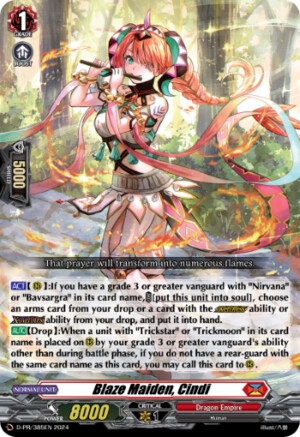 1
GRADE
BOOST
5000
SHIELD
That prayer will transform into numerous flames.
ACT[ ]:If you have a grade 3 or greater vanguard with "Nirvana"
or "Bavsargra" in its card name, [put this unit into soul], choose
an arms card from your drop or a card with the ability or
ability from your drop, and put it into hand.
AUTO[Drop]:When a unit with "Trickstar" or "Trickmoon" in its card
name is placed on by your grade 3 or greater vanguard's ability
other than during battle phase, if you do not have a rear-guard with
the same card name as this unit, you may call this card to .
NORMAL UNIT
Blaze Maiden, Cindi
Dragon Empire
Human
POWER
8000
CRITICAL
1
D-PR/385EN 2024